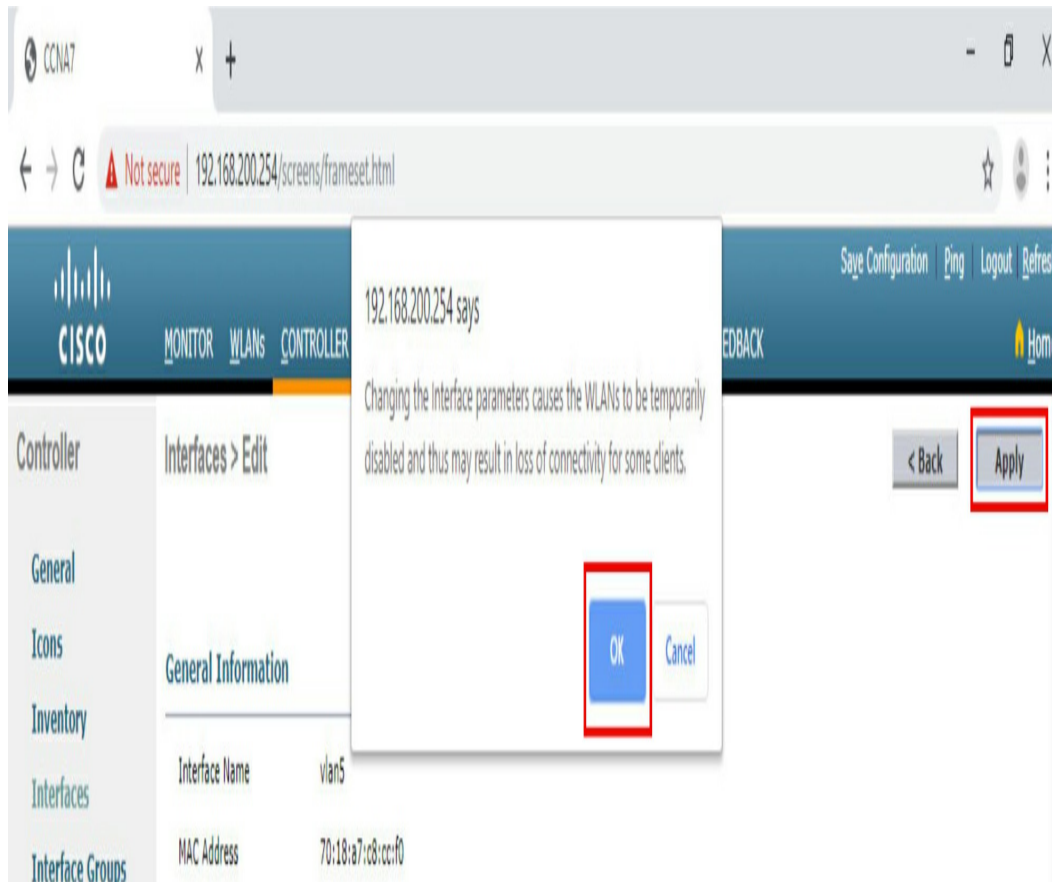 CCNA7
Not secure 192.168.200.254/screens/frameset.html
Save Configuration Ping Logout Refres
CISCO
MONITOR WLANs CONTROLLER EDBACK Hom
192.168.200.254 says
Changing the Interface parameters causes the WLANs to be temporarily
disabled and thus may result in loss of connectivity for some clients.
OK Cancel
Controller
Interfaces > Edit
< Back Apply
General
Icons
Inventory
Interfaces
Interface Groups
General Information
Interface Name vlan5
MAC Address 70:18:a7:c8:cc:f0